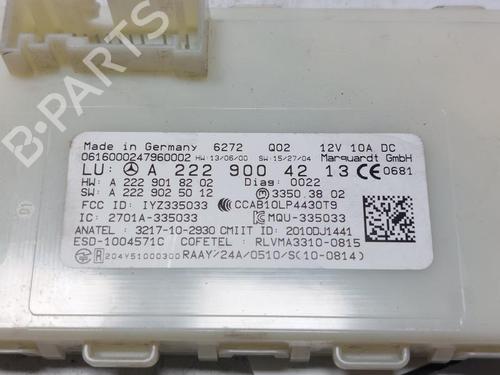 Made in Germany 6272 Q02 12V 10A DC
0616000247960002 HW:13/06/00 SW:15/27/04 Marquardt GmbH
LU: A 222 900 42 13 CE 0681
HW: A 222 901 82 02 Diag: 0022
SW: A 222 902 50 12 3350.3802
FCC ID: IYZ335033 CCAB10LP4430T9
IC: 2701A-335033 MQU-335033
ANATEL : 3217-10-2930 CMIIT ID: 2010DJ1441
ESD-1004571C COFETEL : RLVMA3310-0815
R 204Y51000300 RAAY/24A/0510/S(10-0814)
B-PARTS